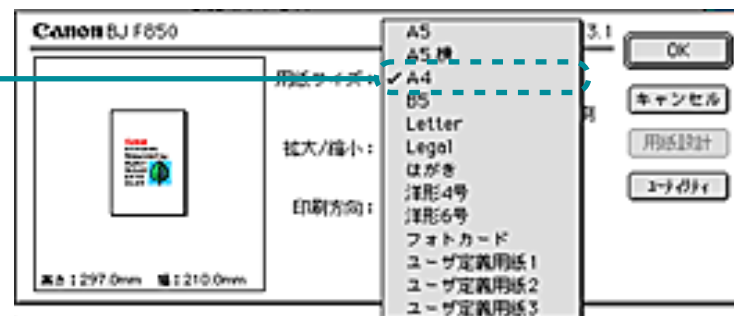 Canon BJ F850
3.1
用紙サイズ:
A5
A5 横
✓A4
B5
Letter
Legal
はがき
洋形4号
洋形6号
フォトカード
ユーザ定義用紙1
ユーザ定義用紙2
ユーザ定義用紙3
拡大/縮小:
印刷方向:
刷
高さ:297.0mm 幅:210.0mm
OK
キャンセル
用紙設計
ユーティリティ